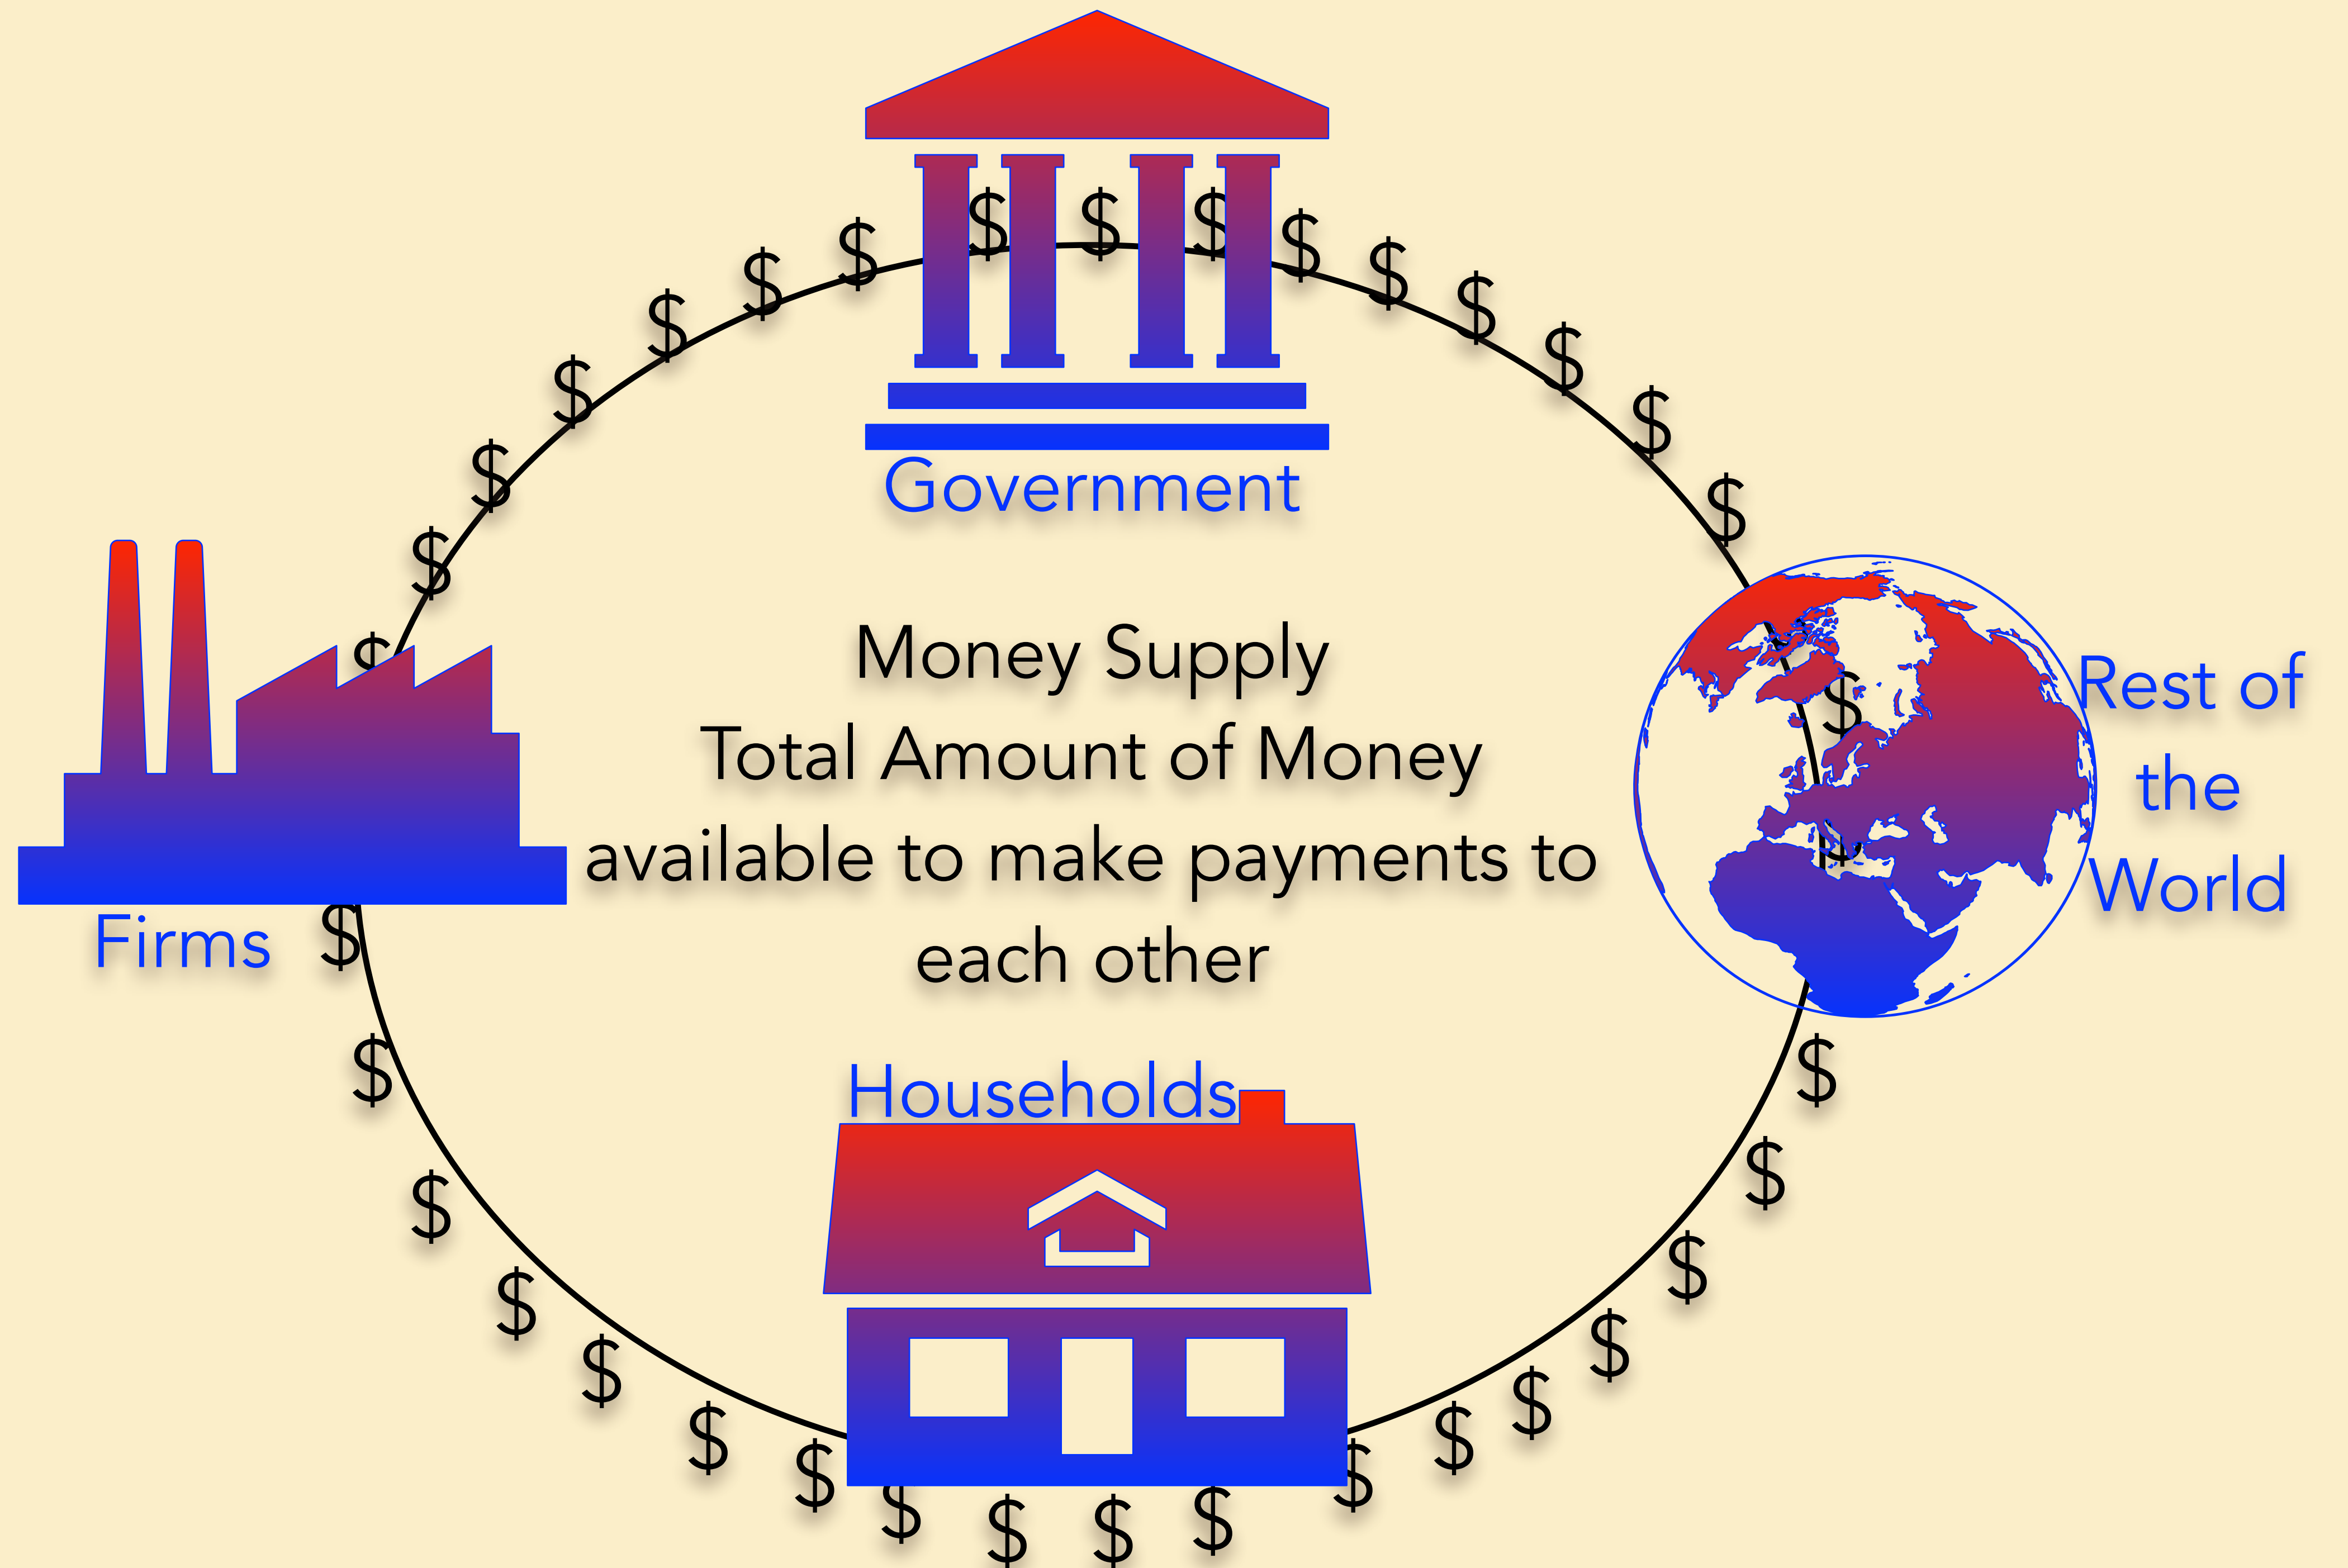 Government
Money Supply
Total Amount of Money
available to make payments to
each other
Firms
Rest of
the
World
Households
$ $ $ $ $ $ $ $ $ $ $ $ $ $ $ $ $ $ $ $ $ $ $ $ $ $ $ $ $ $ $ $ $ $ $ $